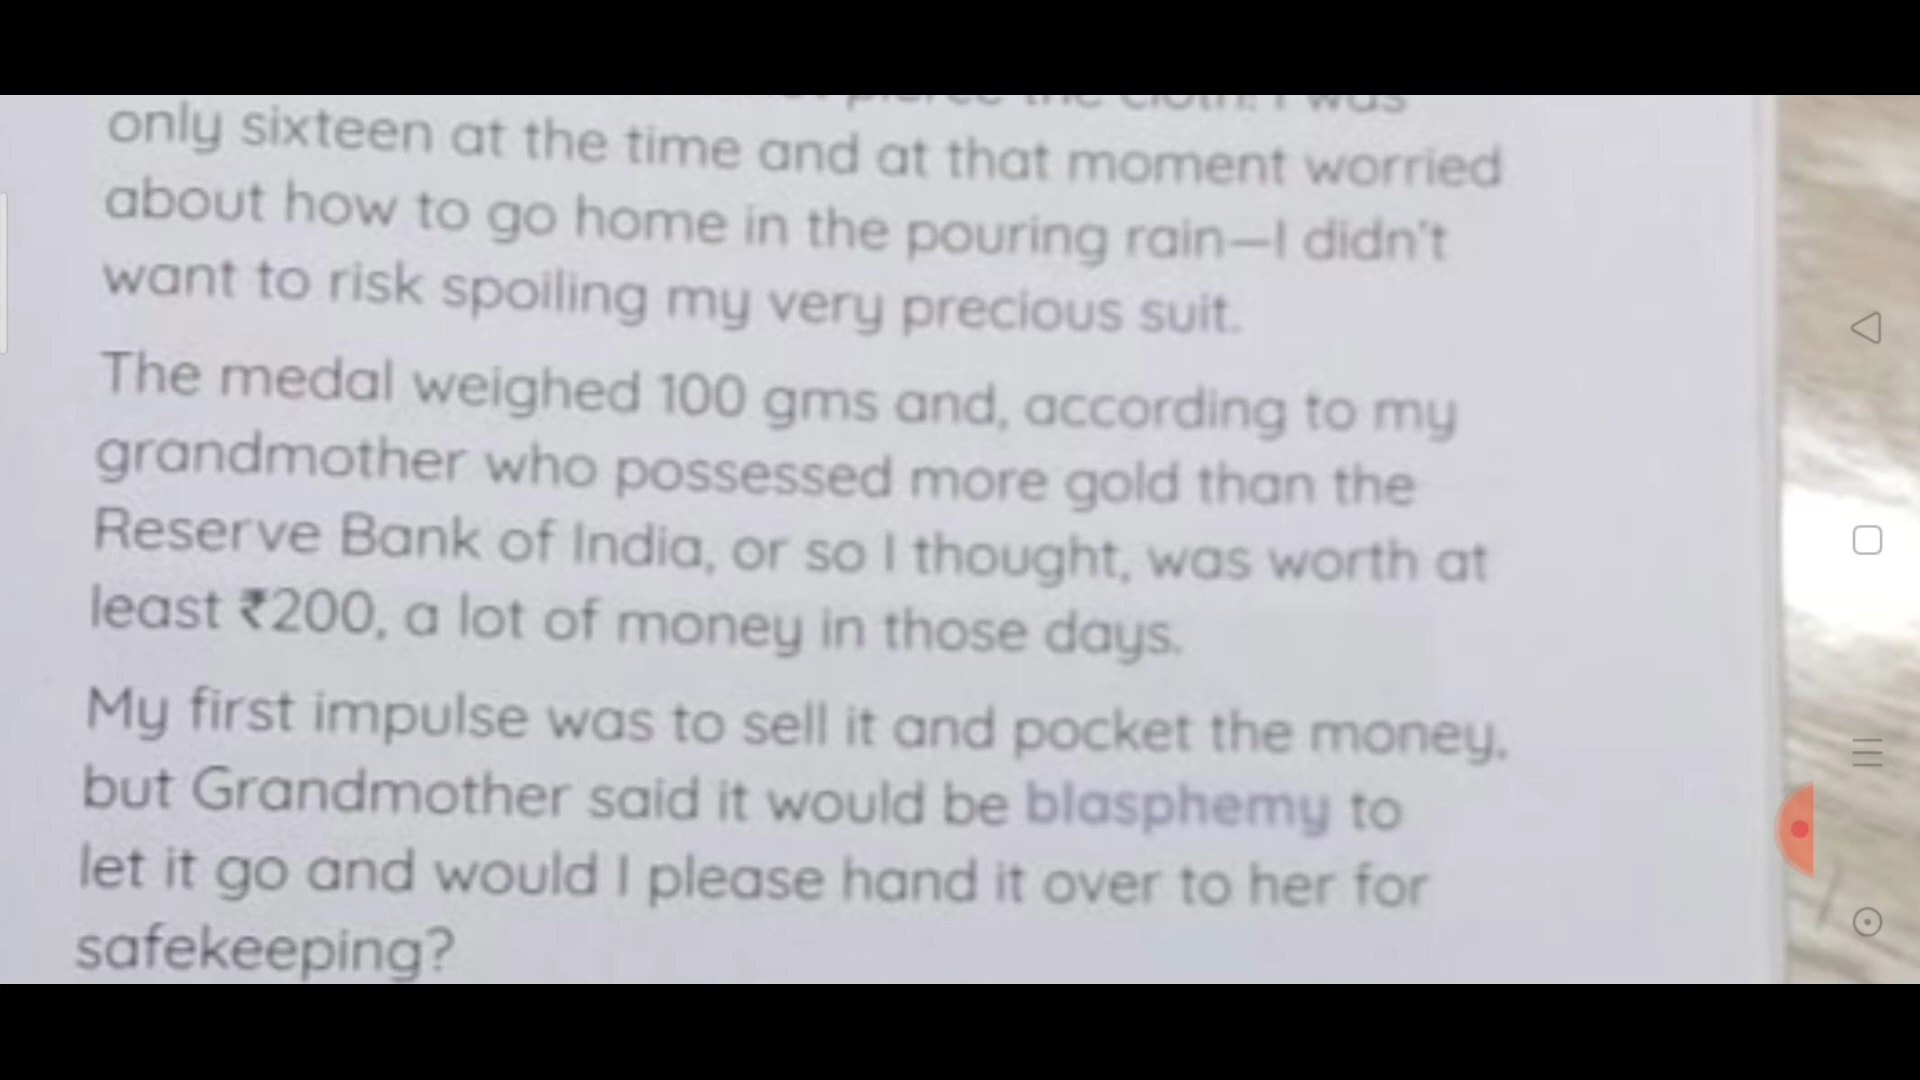 pierce the cloth! I was
only sixteen at the time and at that moment worried
about how to go home in the pouring rain—I didn't
want to risk spoiling my very precious suit.
The medal weighed 100 gms and, according to my
grandmother who possessed more gold than the
Reserve Bank of India, or so I thought, was worth at
least ₹200, a lot of money in those days.
My first impulse was to sell it and pocket the money,
but Grandmother said it would be blasphemy to
let it go and would I please hand it over to her for
safekeeping?